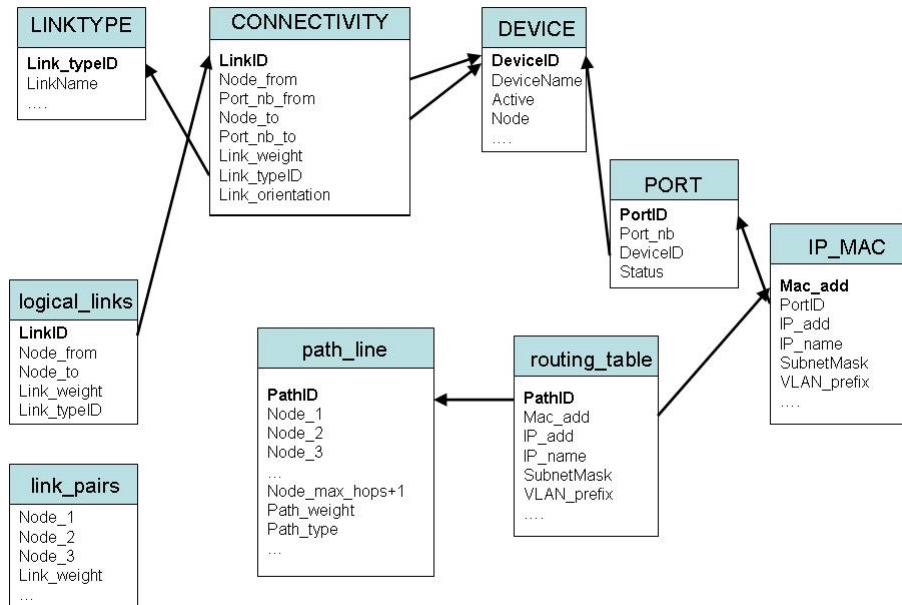 LINKTYPE
Link_typeID
LinkName
....
CONNECTIVITY
LinkID
Node_from
Port_nb_from
Node_to
Port_nb_to
Link_weight
Link_typeID
Link_orientation
DEVICE
DeviceID
DeviceName
Active
Node
....
PORT
PortID
Port_nb
DeviceID
Status
IP_MAC
Mac_add
PortID
IP_add
IP_name
SubnetMask
VLAN_prefix
....
logical_links
LinkID
Node_from
Node_to
Link_weight
Link_typeID
path_line
PathID
Node_1
Node_2
Node_3
...
Node_max_hops+1
Path_weight
Path_type
...
routing_table
PathID
Mac_add
IP_add
IP_name
SubnetMask
VLAN_prefix
....
link_pairs
Node_1
Node_2
Node_3
Link_weight
...